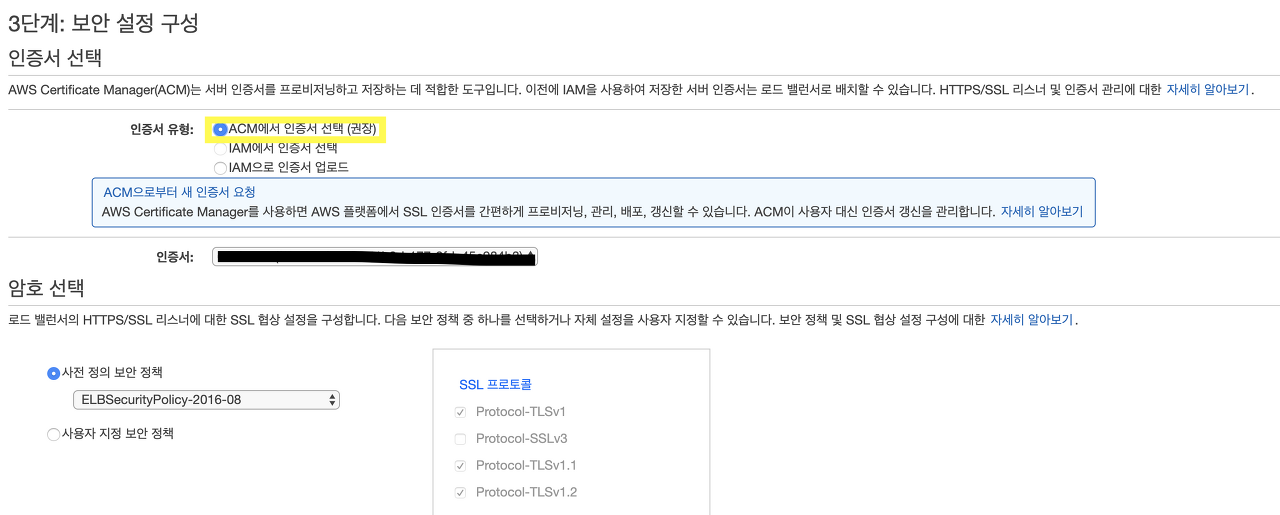 3단계: 보안 설정 구성
인증서 선택
AWS Certificate Manager(ACM)는 서버 인증서를 프로비저닝하고 저장하는 데 적합한 도구입니다. 이전에 IAM을 사용하여 저장한 서버 인증서는 로드 밸런서로 배치할 수 있습니다. HTTPS/SSL 리스너 및 인증서 관리에 대한 자세히 알아보기.
인증서 유형: ACM에서 인증서 선택 (권장)
IAM에서 인증서 선택
IAM으로 인증서 업로드
ACM으로부터 새 인증서 요청
AWS Certificate Manager를 사용하면 AWS 플랫폼에서 SSL 인증서를 간편하게 프로비저닝, 관리, 배포, 갱신할 수 있습니다. ACM이 사용자 대신 인증서 갱신을 관리합니다. 자세히 알아보기
인증서:
암호 선택
로드 밸런서의 HTTPS/SSL 리스너에 대한 SSL 협상 설정을 구성합니다. 다음 보안 정책 중 하나를 선택하거나 자체 설정을 사용자 지정할 수 있습니다. 보안 정책 및 SSL 협상 설정 구성에 대한 자세히 알아보기.
사전 정의 보안 정책
ELBSecurityPolicy-2016-08
사용자 지정 보안 정책
SSL 프로토콜
Protocol-TLSv1
Protocol-SSLv3
Protocol-TLSv1.1
Protocol-TLSv1.2